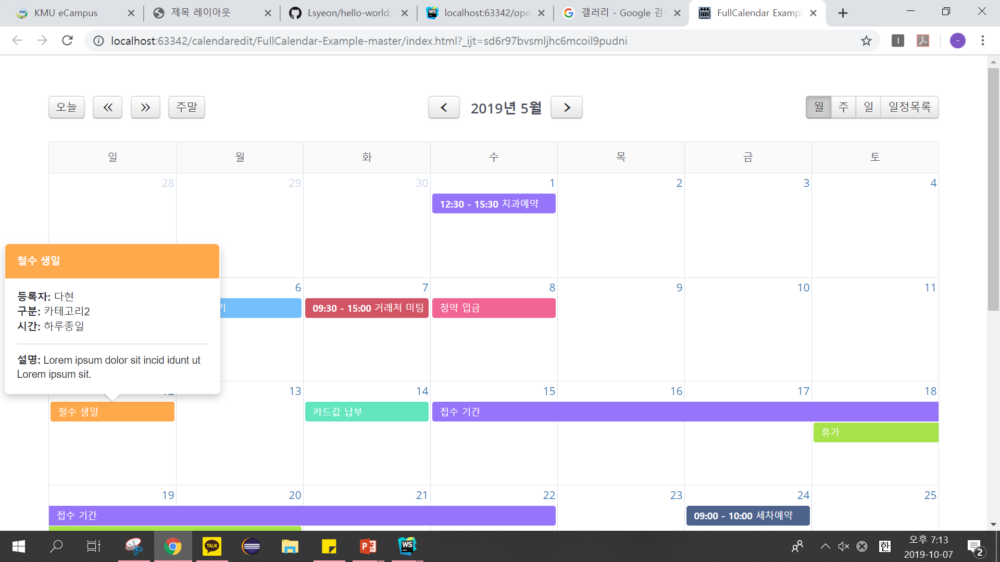 KMU eCampus
제목 레이아웃
Lsyeon/hello-world:
localhost:63342/ope
갤러리 - Google 검
FullCalendar Exampl
localhost:63342/calendaredit/FullCalendar-Example-master/index.html?_ijt=sd6r97bvsmljhc6mcoil9pudni
오늘
주말
2019년 5월
월 주 일 일정목록
일 월 화 수 목 금 토
28 29 30 1 2 3 4
12:30 - 15:30 치과예약
철수 생일
등록자: 다현
구분: 카테고리2
시간: 하루종일
설명: Lorem ipsum dolor sit incid idunt ut
Lorem ipsum sit.
6 7 8 9 10 11
기
09:30 - 15:00 거래처 미팅
청약 입금
13 14 15 16 17 18
철수 생일
카드값 납부
접수 기간
휴가
19 20 21 22 23 24 25
접수 기간
09:00 - 10:00 세차예약
TALK
WS
한
오후 7:13
2019-10-07
2